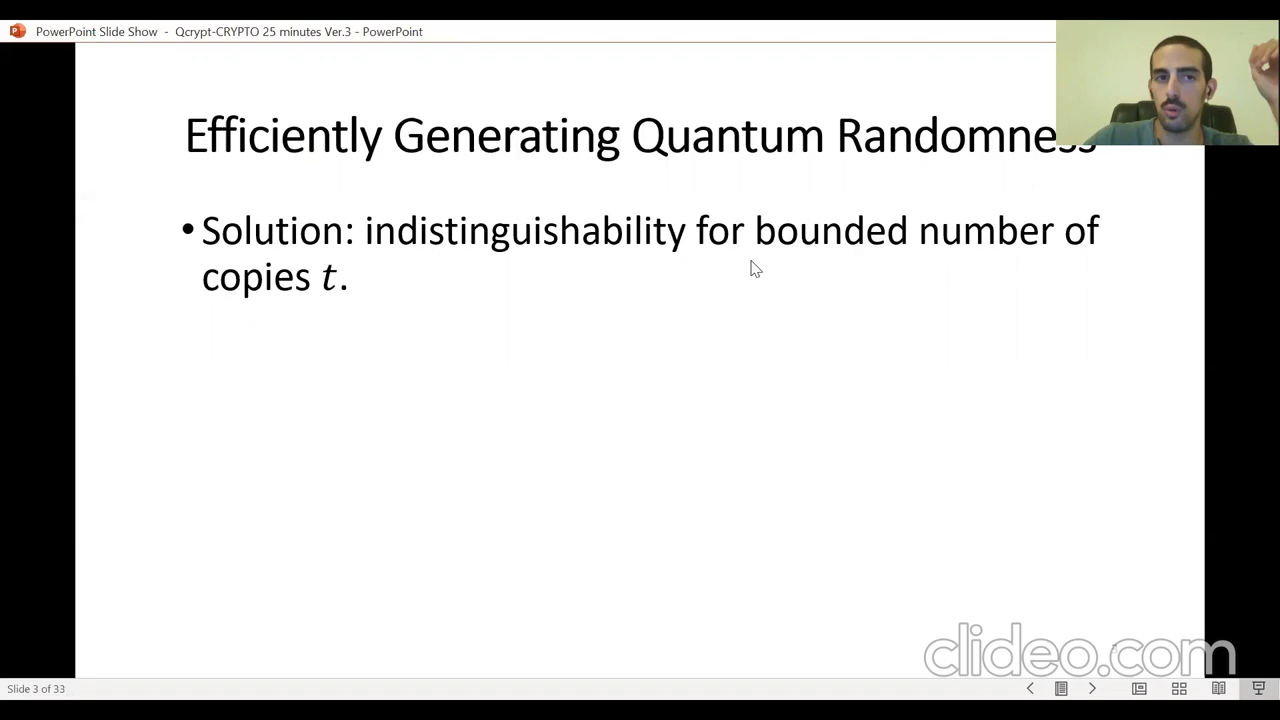 PowerPoint Slide Show - Qcrypt-CRYPTO 25 minutes Ver.3 - PowerPoint
Efficiently Generating Quantum Randomness
• Solution: indistinguishability for bounded number of
copies t.
clideo.com
Slide 3 of 33